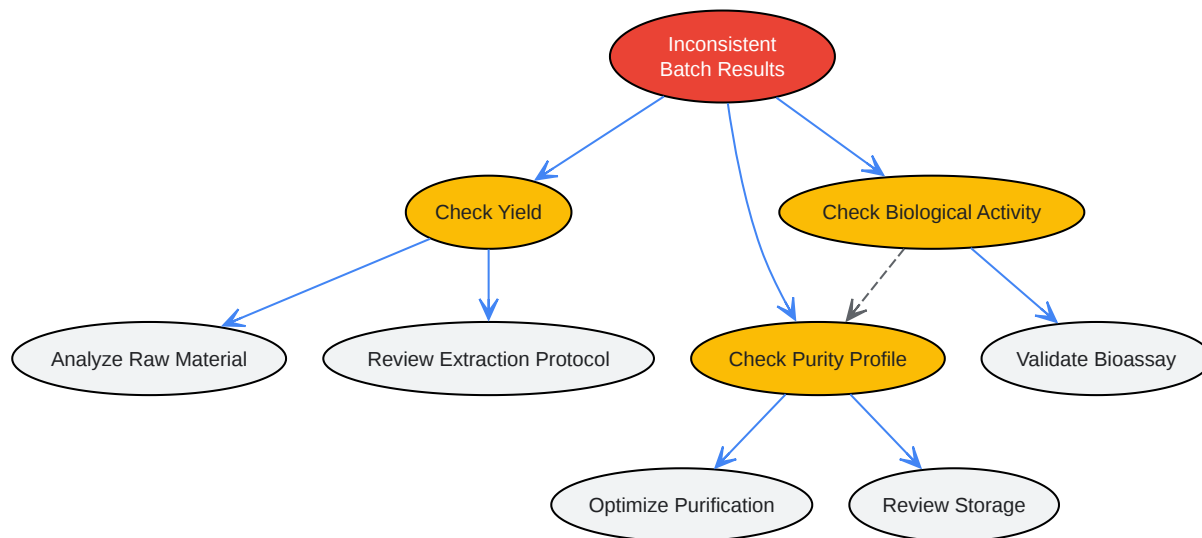 Inconsistent
Batch Results
Check Yield
Check Biological Activity
Analyze Raw Material
Review Extraction Protocol
Check Purity Profile
Validate Bioassay
Optimize Purification
Review Storage